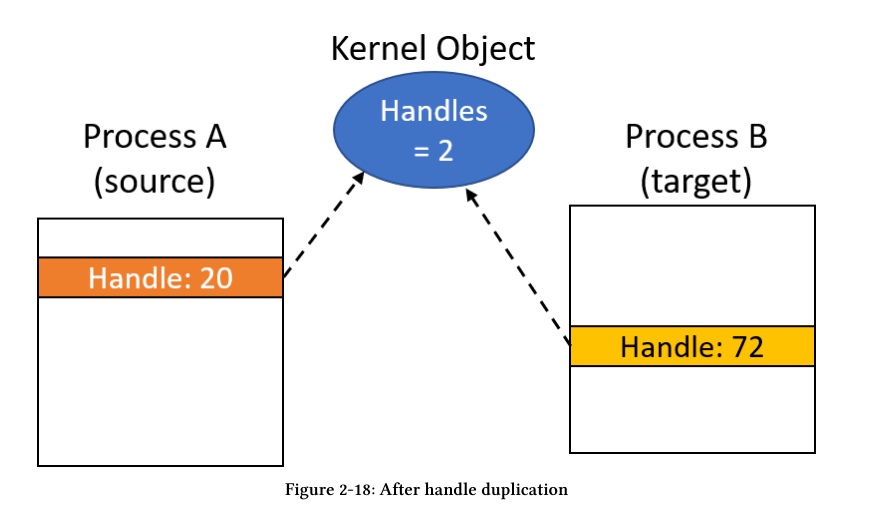 Kernel Object
Handles
= 2
Process A
(source)
Process B
(target)
Handle: 20
Handle: 72
Figure 2-18: After handle duplication